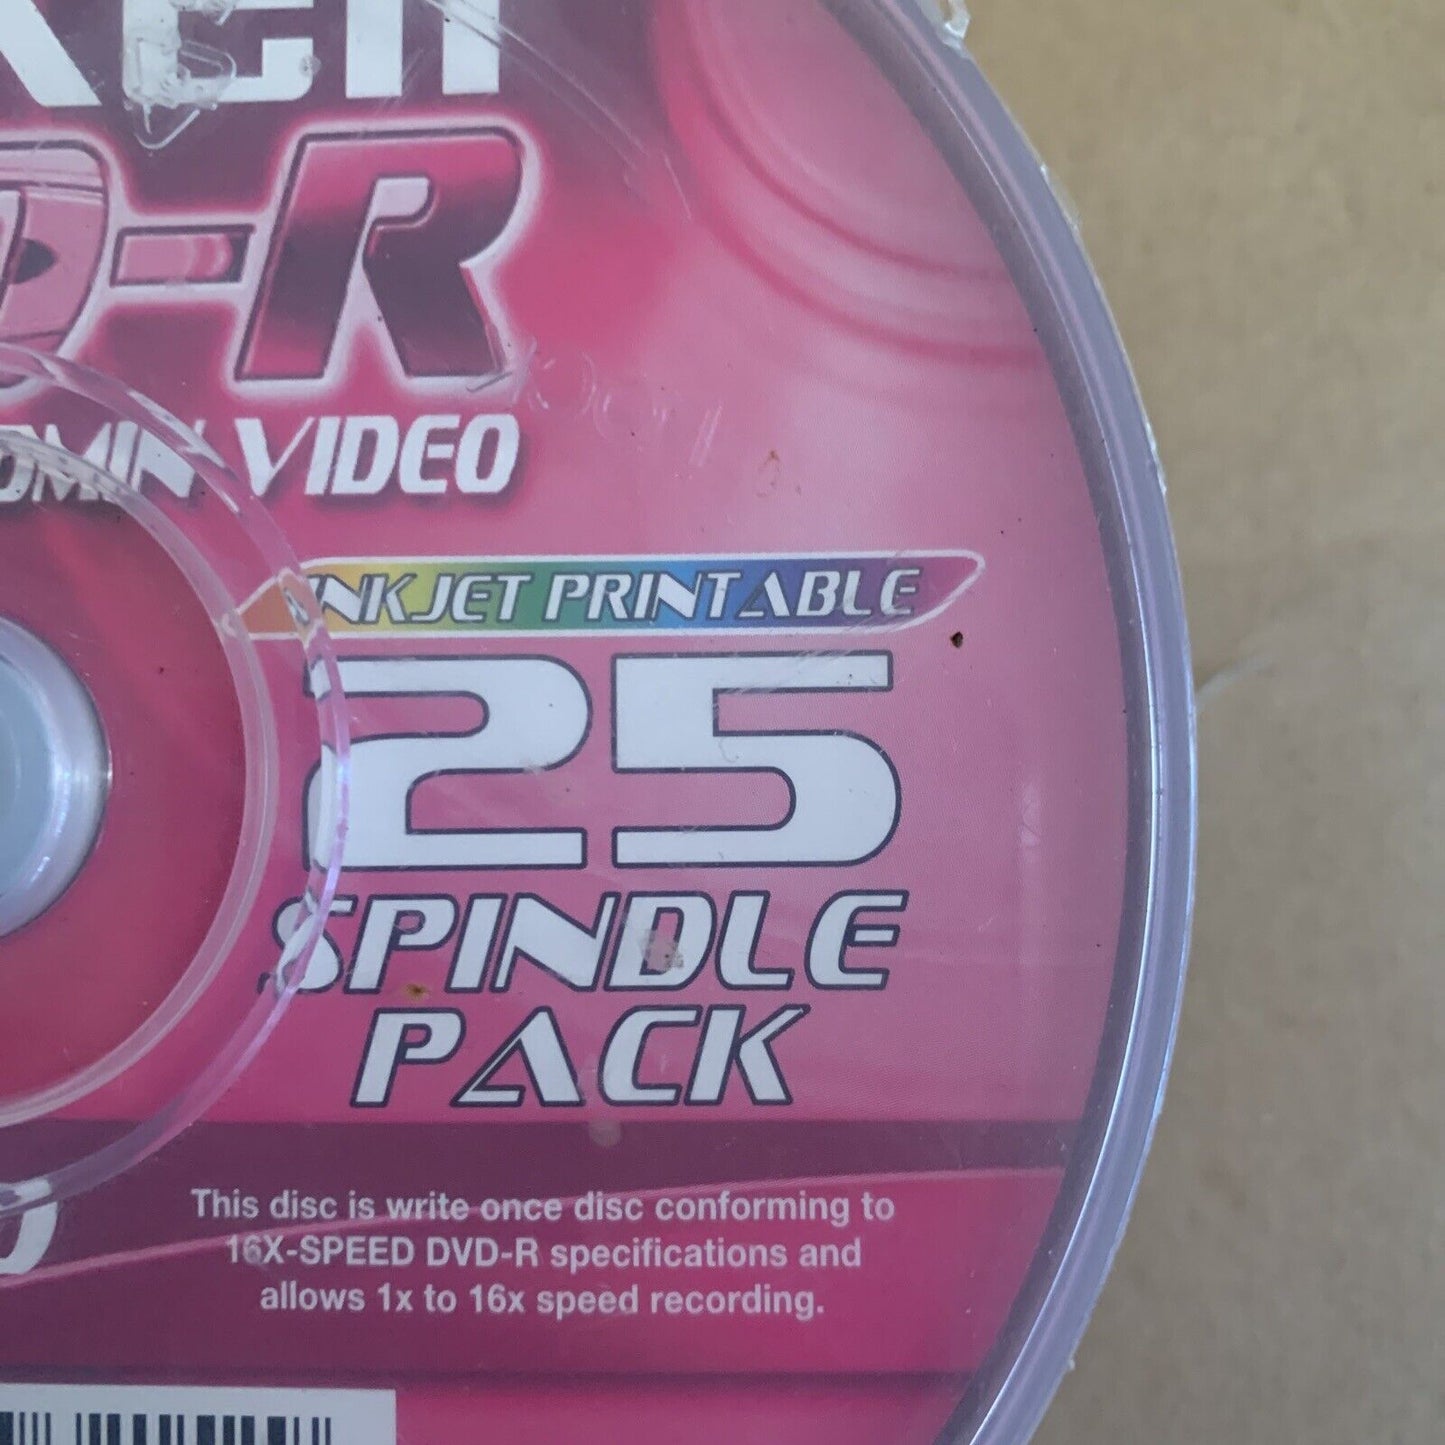 D-R
VIDEO
INKJET PRINTABLE
25
SPINDLE
PACK
This disc is write once disc conforming to
16X-SPEED DVD-R specifications and
allows 1x to 16x speed recording.